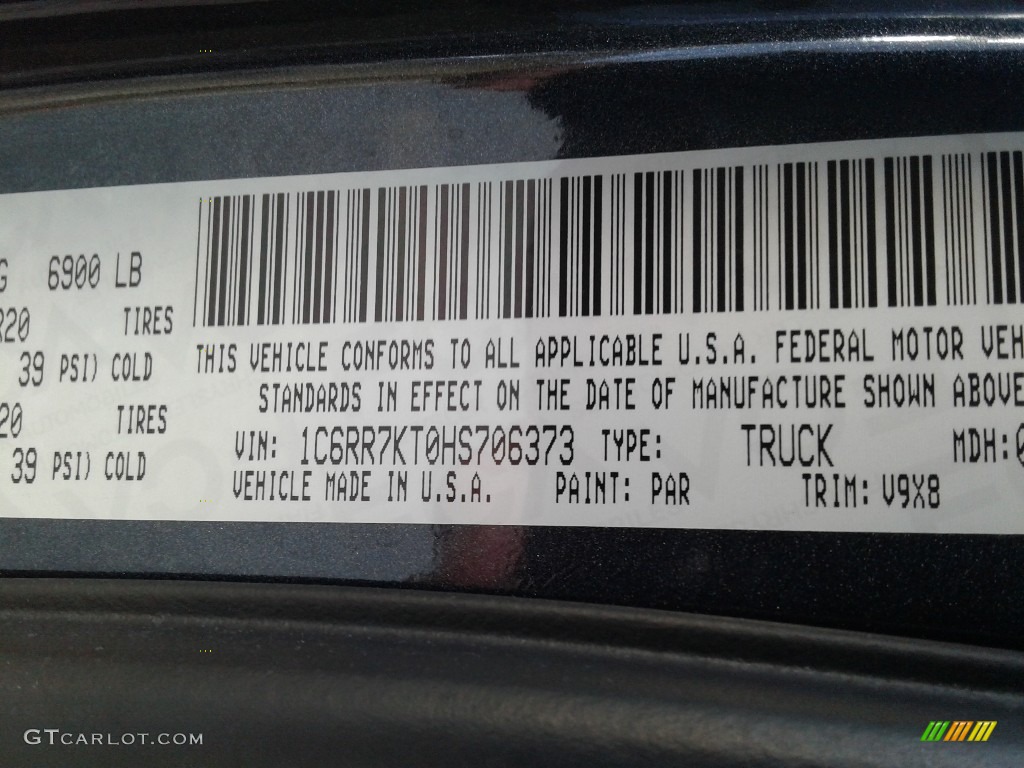 G 6900 LB
R20 TIRES
39 PSI) COLD
20 TIRES
39 PSI) COLD
THIS VEHICLE CONFORMS TO ALL APPLICABLE U.S.A. FEDERAL MOTOR VEH
STANDARDS IN EFFECT ON THE DATE OF MANUFACTURE SHOWN ABOVE
VIN: 1C6RR7KT0HS706373 TYPE: TRUCK MDH:0
VEHICLE MADE IN U.S.A. PAINT: PAR TRIM: V9X8
GTCARLOT.COM